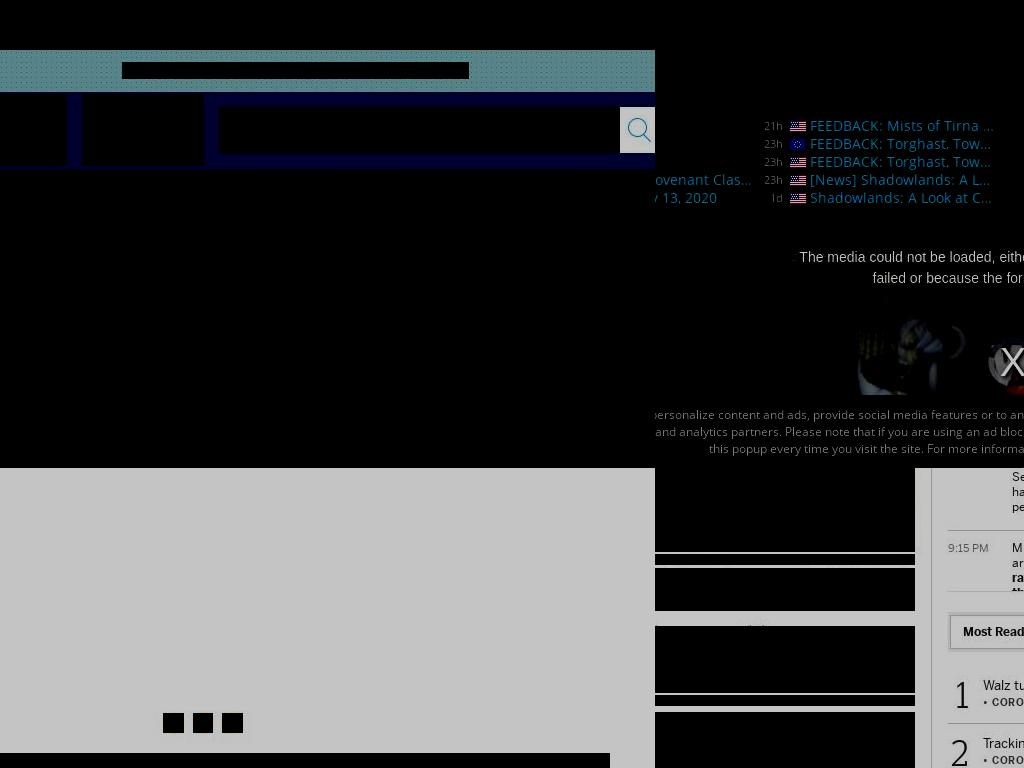 21h FEEDBACK: Mists of Tirna ...
23h FEEDBACK: Torghast, Tow...
23h FEEDBACK: Torghast, Tow...
ovenant Clas... 23h [News] Shadowlands: A L...
13, 2020 1d Shadowlands: A Look at C...
The media could not be loaded, eith
failed or because the for
X
personalize content and ads, provide social media features or to an
and analytics partners. Please note that if you are using an ad bloc
this popup every time you visit the site. For more informa
Se
ha
pe
9:15 PM M
ar
ra
Most Read
1 Walz tu
• CORO
2 Trackin
• CORO